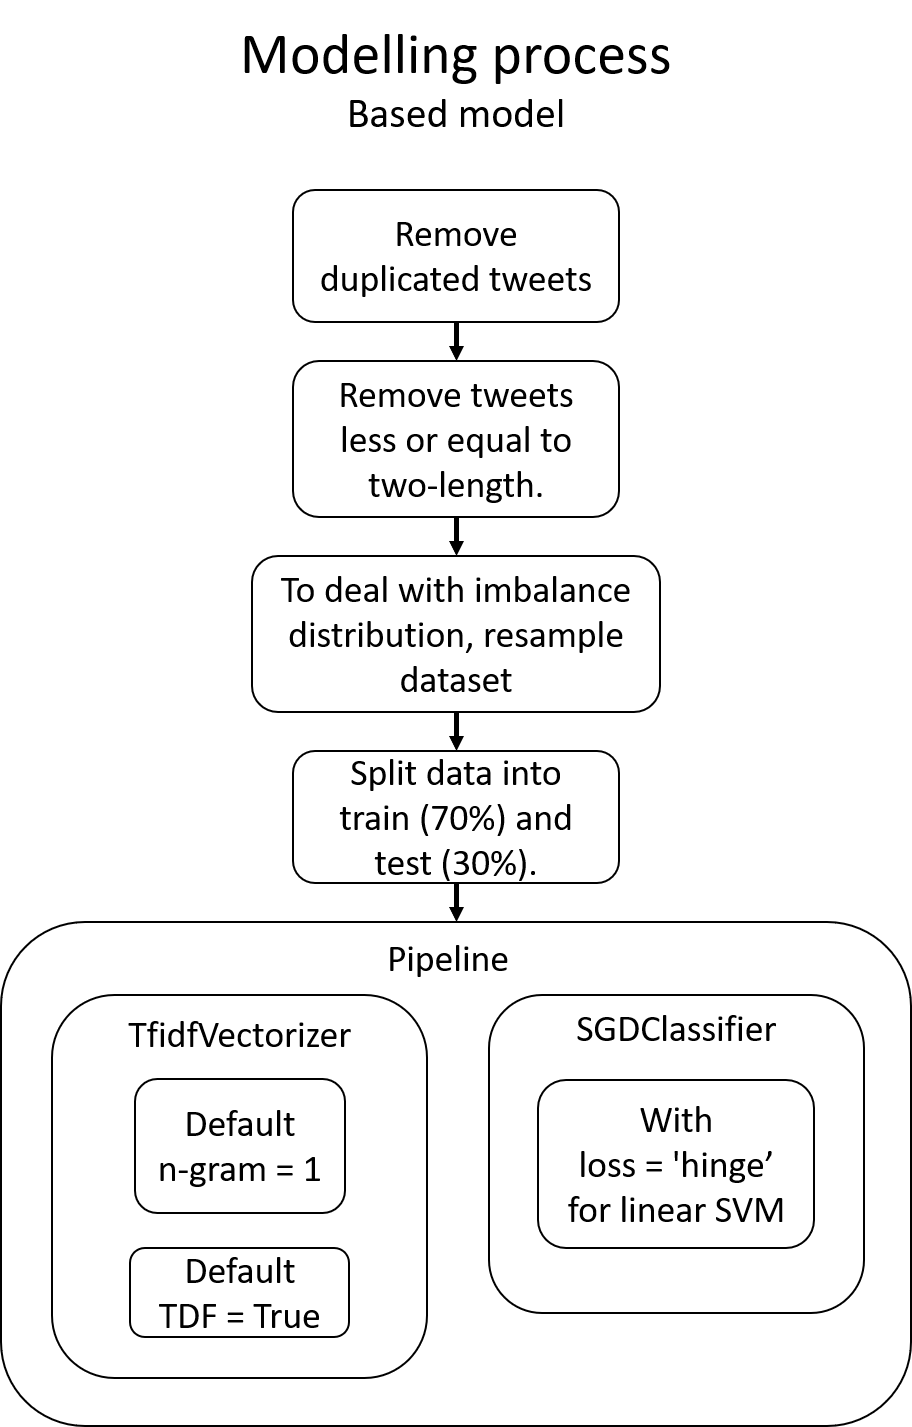 Modelling process
Based model
Remove
duplicated tweets
Remove tweets
less or equal to
two-length.
To deal with imbalance
distribution, resample
dataset
Split data into
train (70%) and
test (30%).
Pipeline
TfidfVectorizer
Default
n-gram = 1
Default
TDF = True
SGDClassifier
With
loss = 'hinge’
for linear SVM